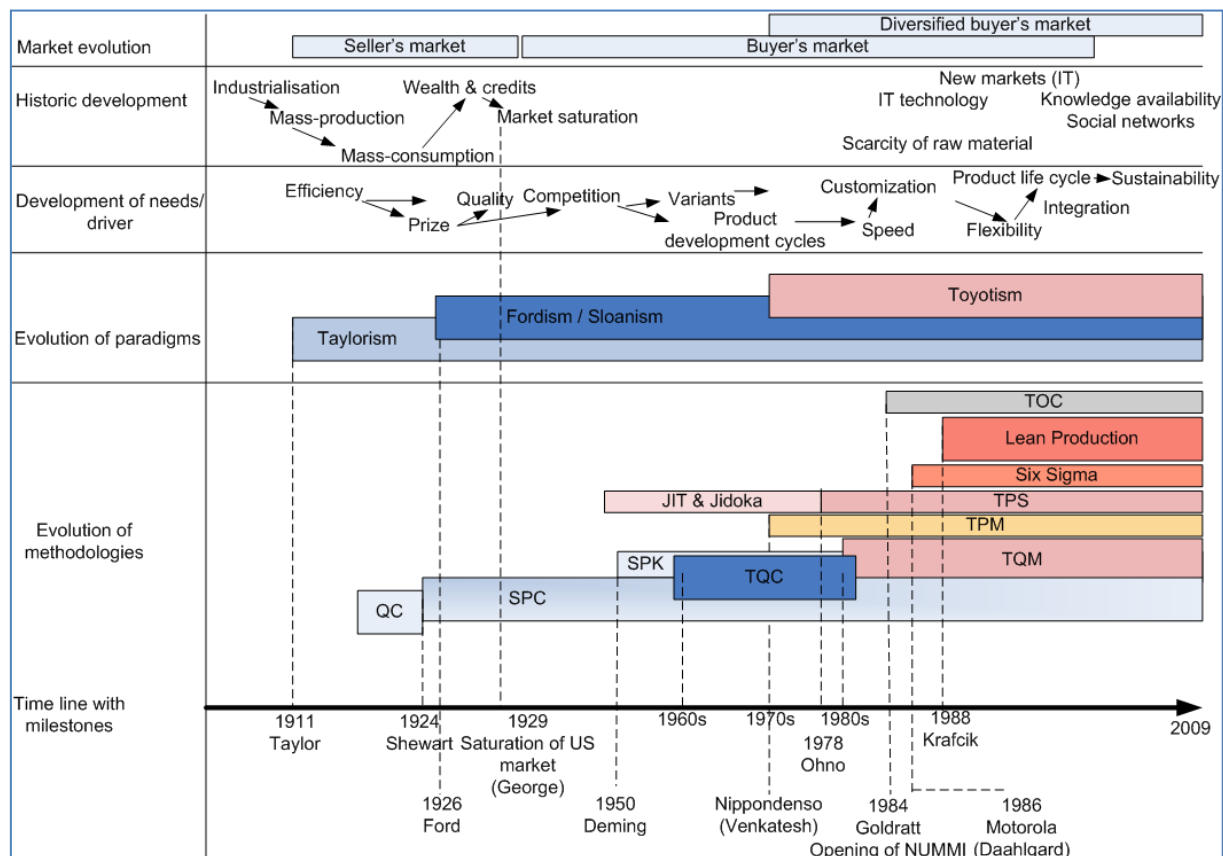 Market evolution
Diversified buyer's market
Seller's market
Buyer's market
Historic development
Industrialisation
Mass-production
Mass-consumption
Wealth & credits
Market saturation
New markets (IT)
IT technology
Knowledge availability
Social networks
Scarcity of raw material
Development of needs/
driver
Efficiency
Prize
Quality
Competition
Variants
Product
development cycles
Customization
Speed
Product life cycle
Sustainability
Integration
Flexibility
Evolution of paradigms
Toyotism
Fordism / Sloanism
Taylorism
Evolution of
methodologies
TOC
Lean Production
Six Sigma
JIT & Jidoka
TPS
TPM
SPK
TQC
TQM
QC
SPC
Time line with
milestones
1911
Taylor
1924
Shewart
1926
Ford
1929
Saturation of US
market
(George)
1950
Deming
1960s
1970s
Nippondenso
(Venkatesh)
1978
Ohno
1980s
1984
Goldratt
Opening of NUMMI (Daahlgard)
1986
Motorola
1988
Krafcik
2009